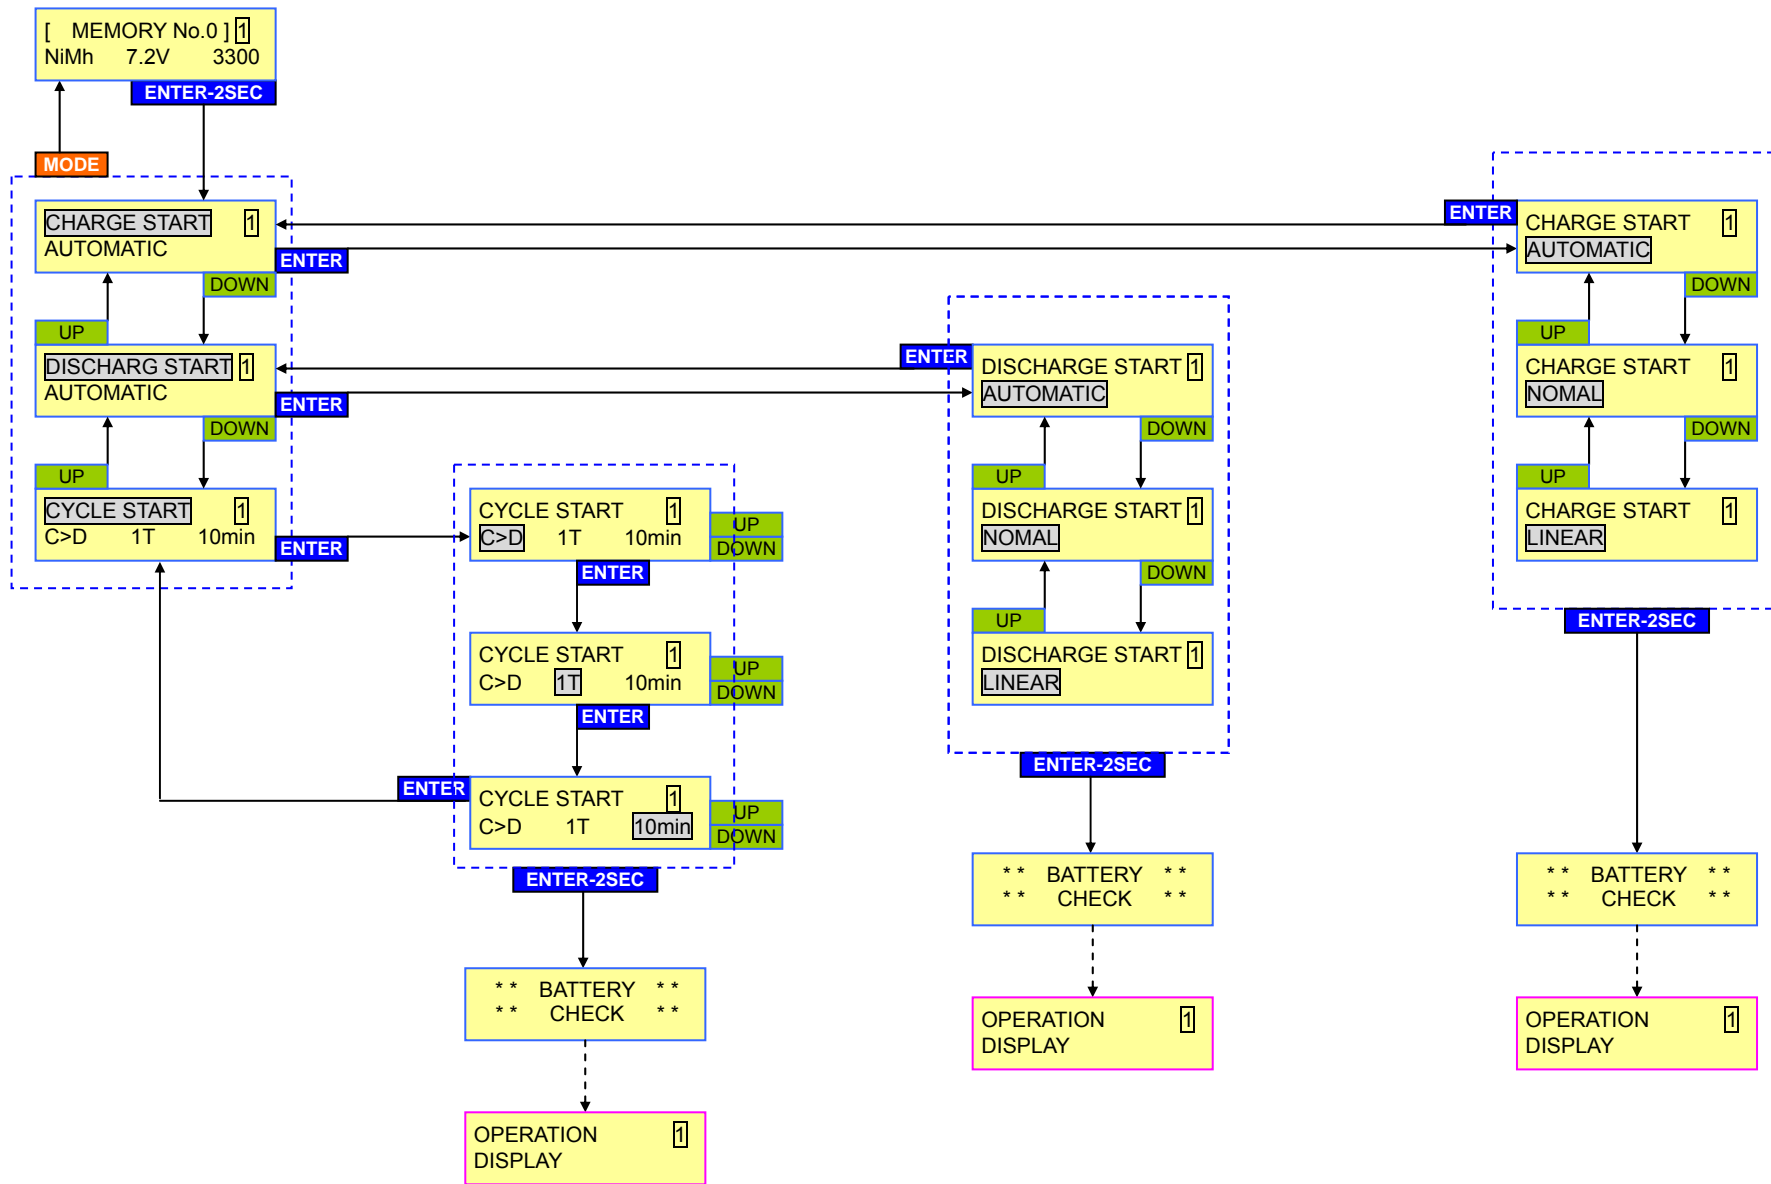 [ MEMORY No.0 ] 1
NiMh 7.2V 3300
ENTER-2SEC
MODE
CHARGE START 1
AUTOMATIC
ENTER
DOWN
UP
DISCHARG START 1
AUTOMATIC
ENTER
DOWN
UP
CYCLE START 1
C>D 1T 10min
ENTER
CYCLE START 1
C>D 1T 10min
UP
DOWN
ENTER
CYCLE START 1
C>D 1T 10min
UP
DOWN
ENTER
ENTER
CYCLE START 1
C>D 1T 10min
UP
DOWN
ENTER-2SEC
** BATTERY **
** CHECK **
OPERATION 1
DISPLAY
ENTER
DISCHARGE START 1
AUTOMATIC
DOWN
UP
DISCHARGE START 1
NOMAL
DOWN
UP
DISCHARGE START 1
LINEAR
ENTER-2SEC
** BATTERY **
** CHECK **
OPERATION 1
DISPLAY
ENTER
CHARGE START 1
AUTOMATIC
DOWN
UP
CHARGE START 1
NOMAL
DOWN
UP
CHARGE START 1
LINEAR
ENTER-2SEC
** BATTERY **
** CHECK **
OPERATION 1
DISPLAY